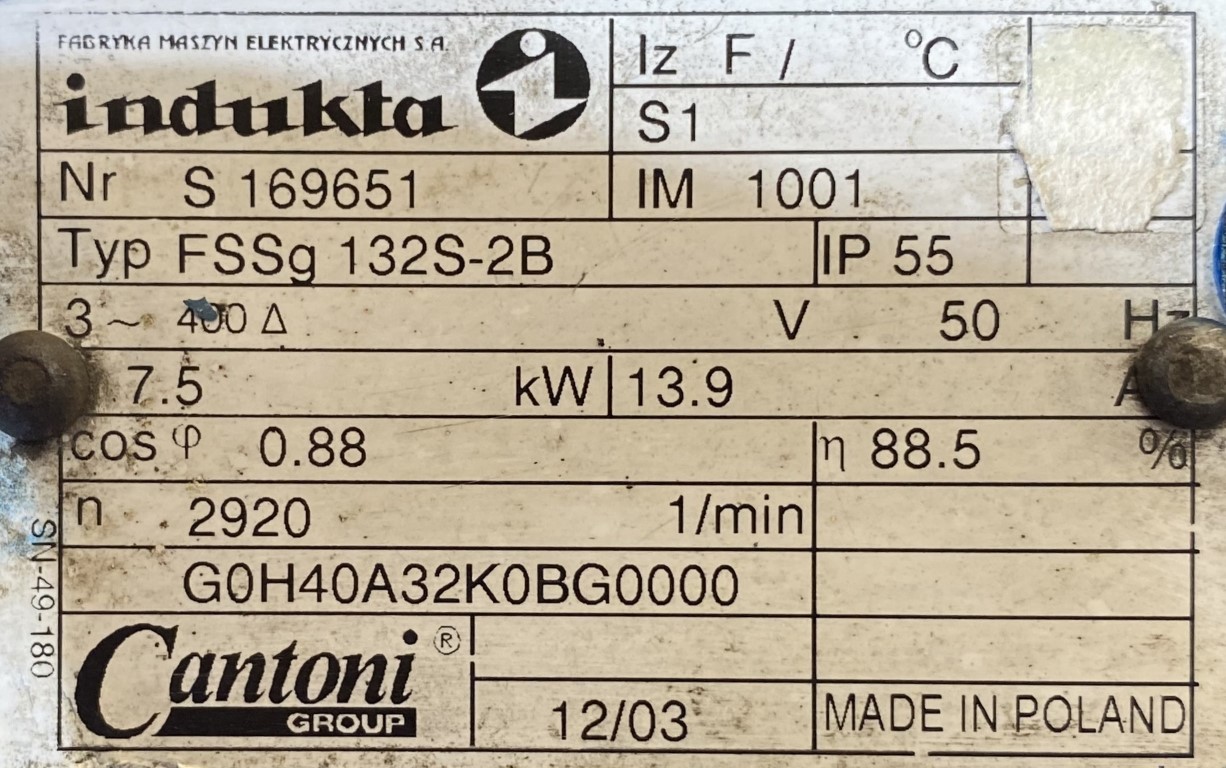 FABRYKA MASZYN ELEKTRYCZNYCH S.A.
indukta
Iz F / °C
S1
Nr S 169651
IM 1001
Typ FSSg 132S-2B
IP 55
3 ~ 400 Δ V 50 Hz
7.5 kW 13.9 A
cos φ 0.88
η 88.5 %
n 2920 1/min
G0H40A32K0BG0000
SN-49-180
Cantoni ®
GROUP
12/03
MADE IN POLAND